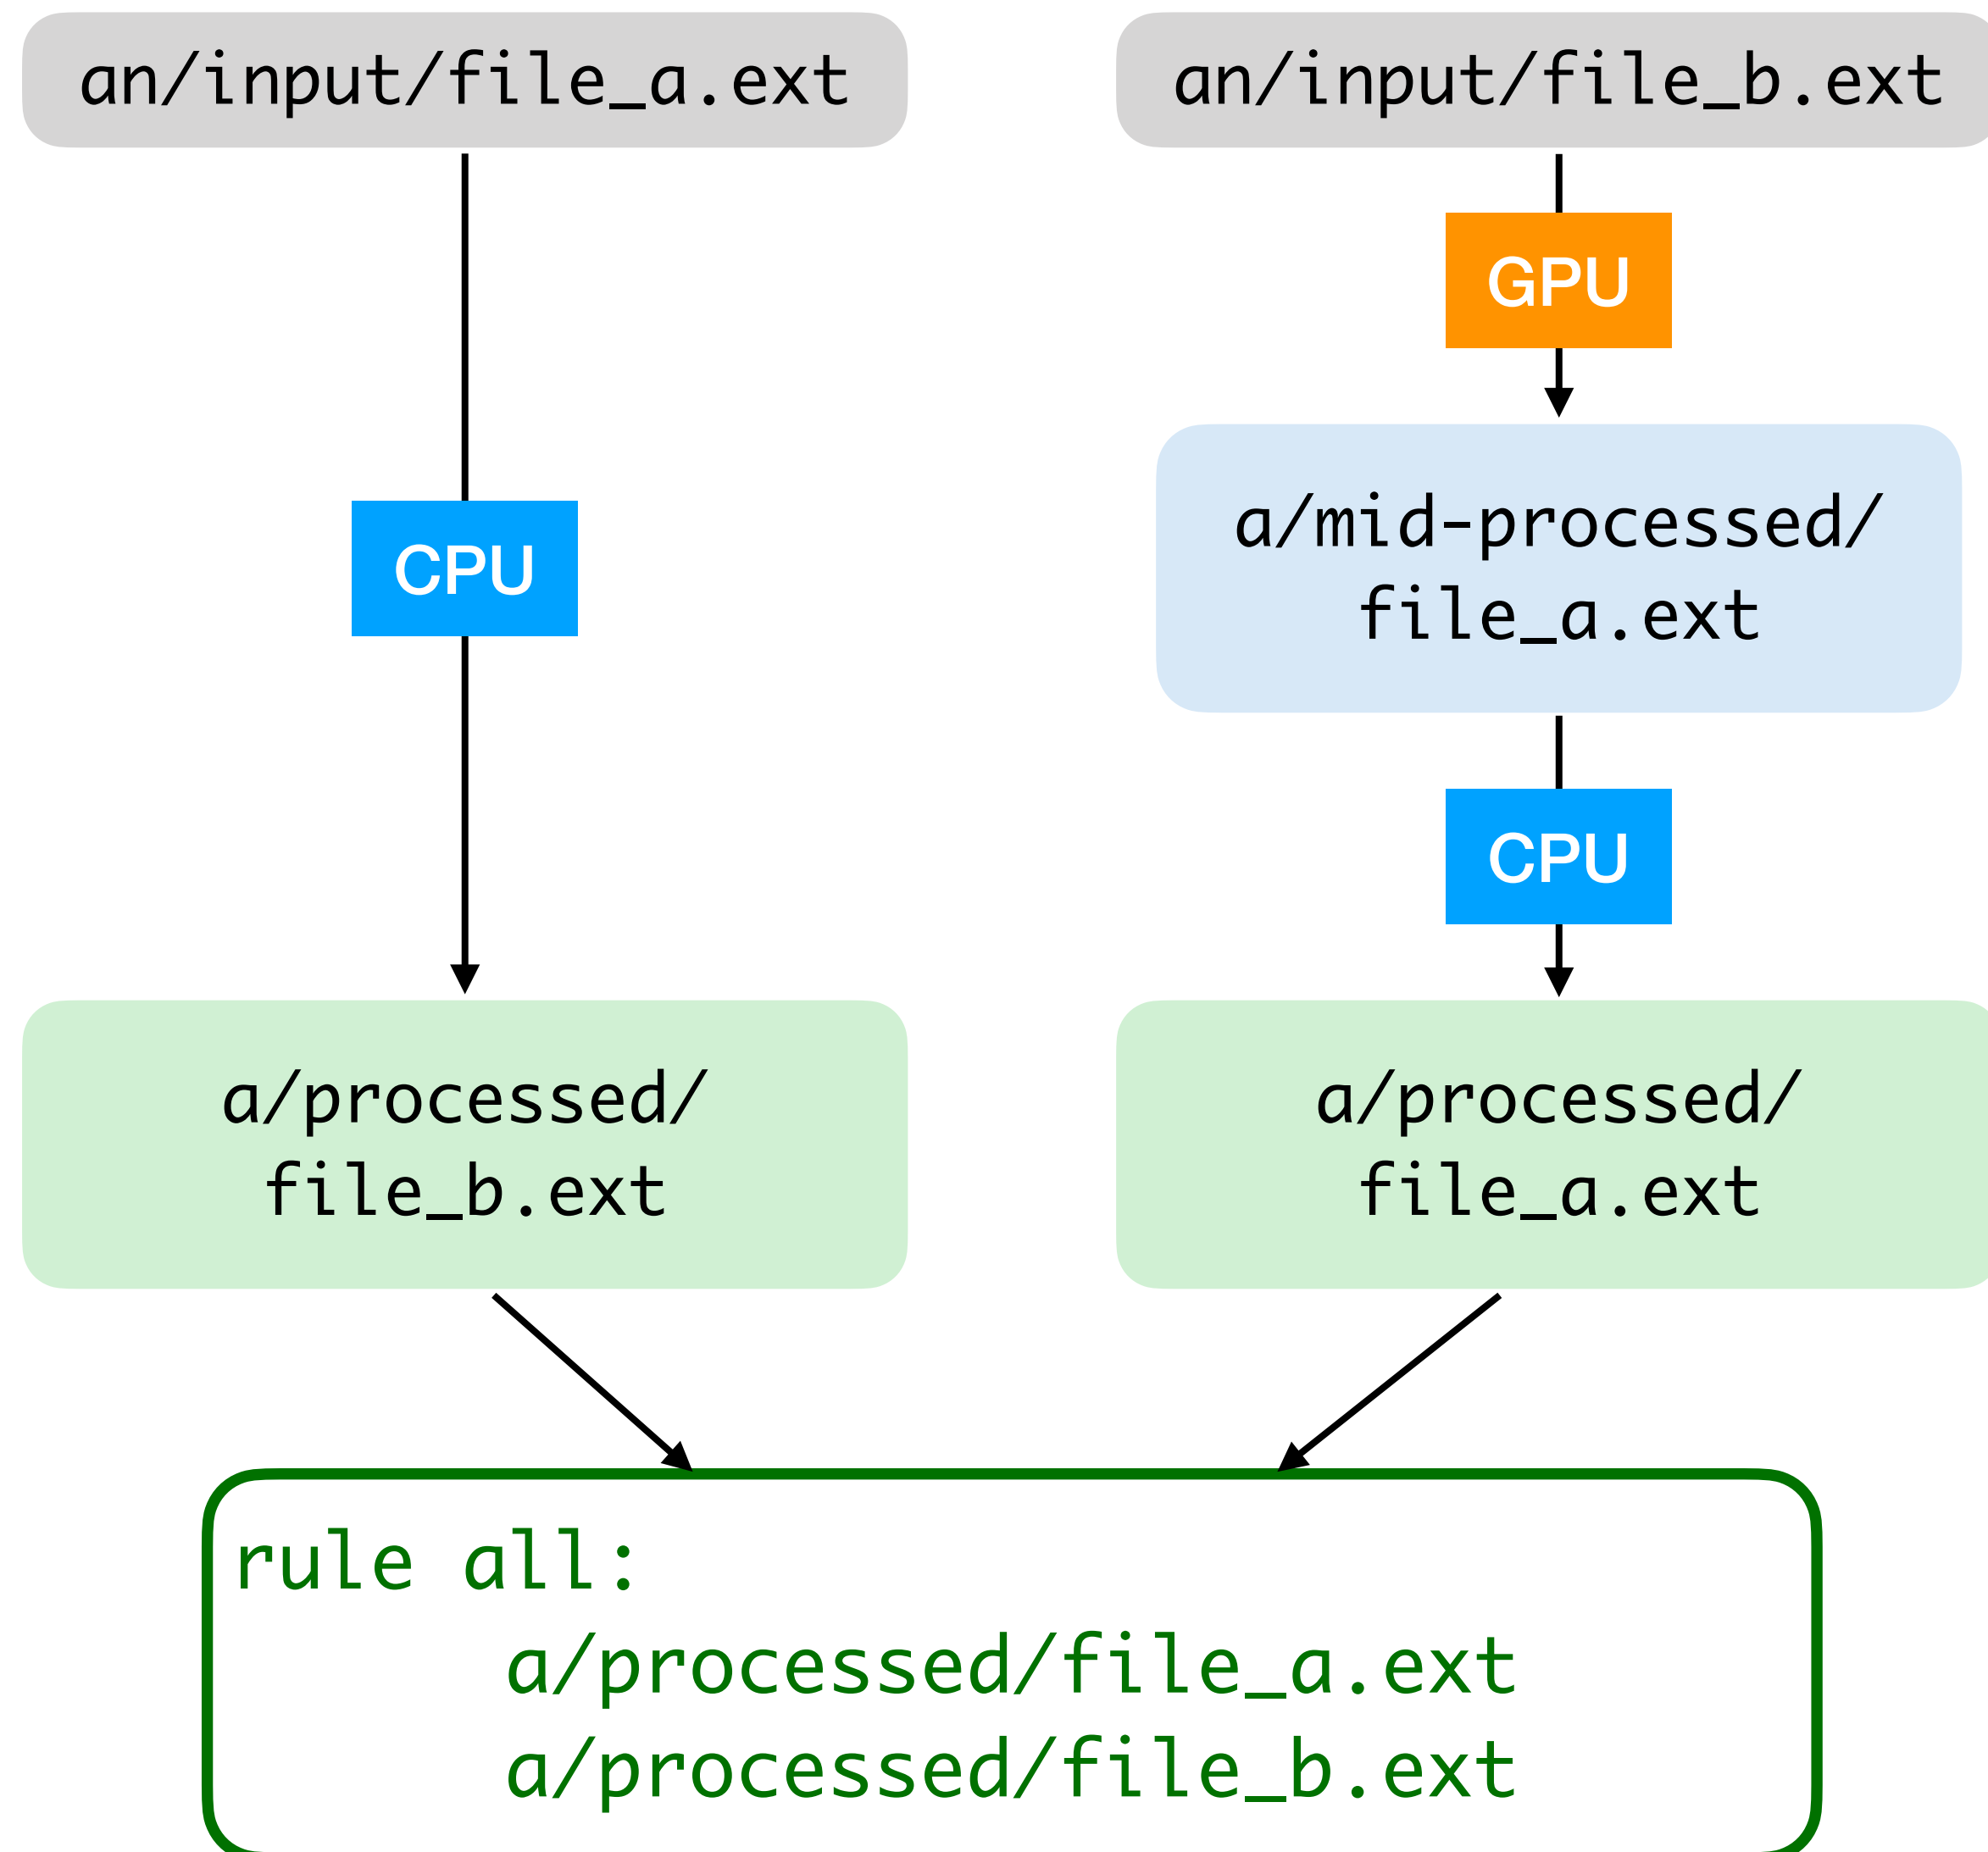 an/input/file_a.ext
an/input/file_b.ext
GPU
a/mid-processed/
file_a.ext
CPU
CPU
a/processed/
file_b.ext
a/processed/
file_a.ext
rule all:
a/processed/file_a.ext
a/processed/file_b.ext